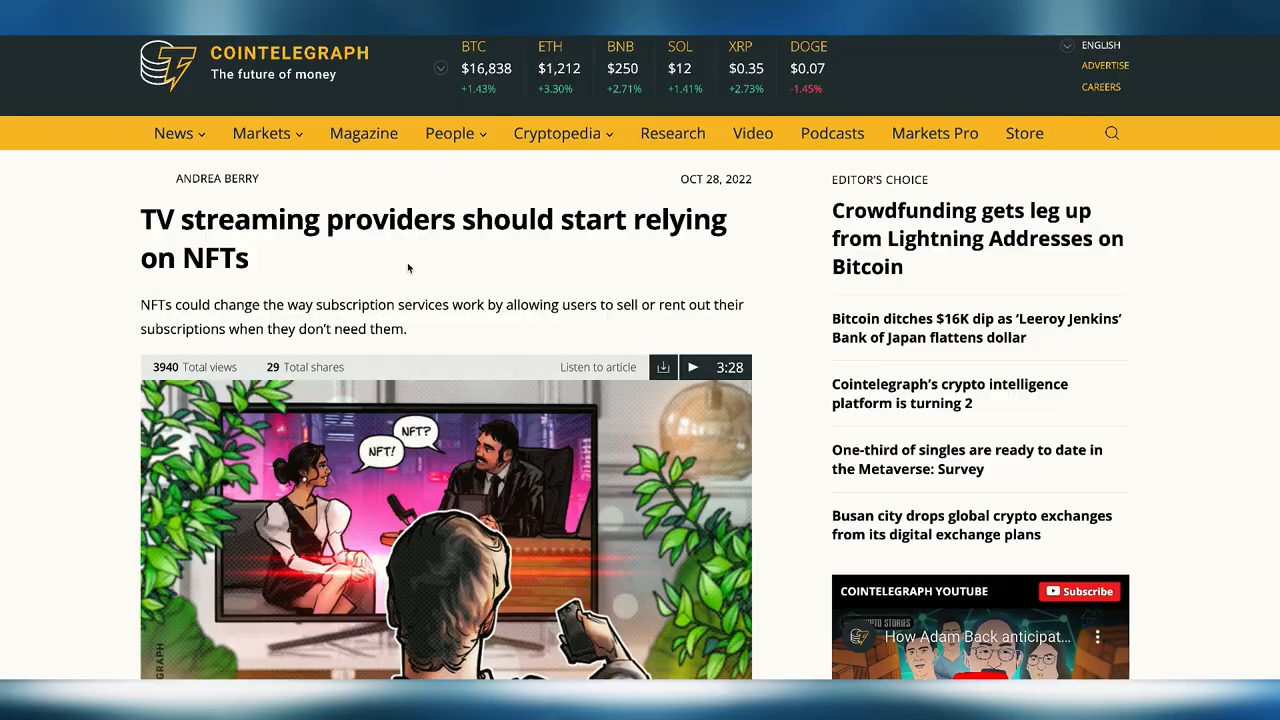 COINTELEGRAPH
The future of money
BTC ETH BNB SOL XRP DOGE
$16,838 $1,212 $250 $12 $0.35 $0.07
+1.43% +3.30% +2.71% +1.41% +2.73% -1.45%
ENGLISH
ADVERTISE
CAREERS
News Markets Magazine People Cryptopedia Research Video Podcasts Markets Pro Store
ANDREA BERRY
OCT 28, 2022
TV streaming providers should start relying
on NFTs
NFTs could change the way subscription services work by allowing users to sell or rent out their
subscriptions when they don't need them.
3940 Total views 29 Total shares Listen to article 3:28
NFT?
NFT!
GRAPH
EDITOR'S CHOICE
Crowdfunding gets leg up
from Lightning Addresses on
Bitcoin
Bitcoin ditches $16K dip as ‘Leeroy Jenkins’
Bank of Japan flattens dollar
Cointelegraph’s crypto intelligence
platform is turning 2
One-third of singles are ready to date in
the Metaverse: Survey
Busan city drops global crypto exchanges
from its digital exchange plans
COINTELEGRAPH YOUTUBE Subscribe
PTO STORIES
How Adam Back anticipat...